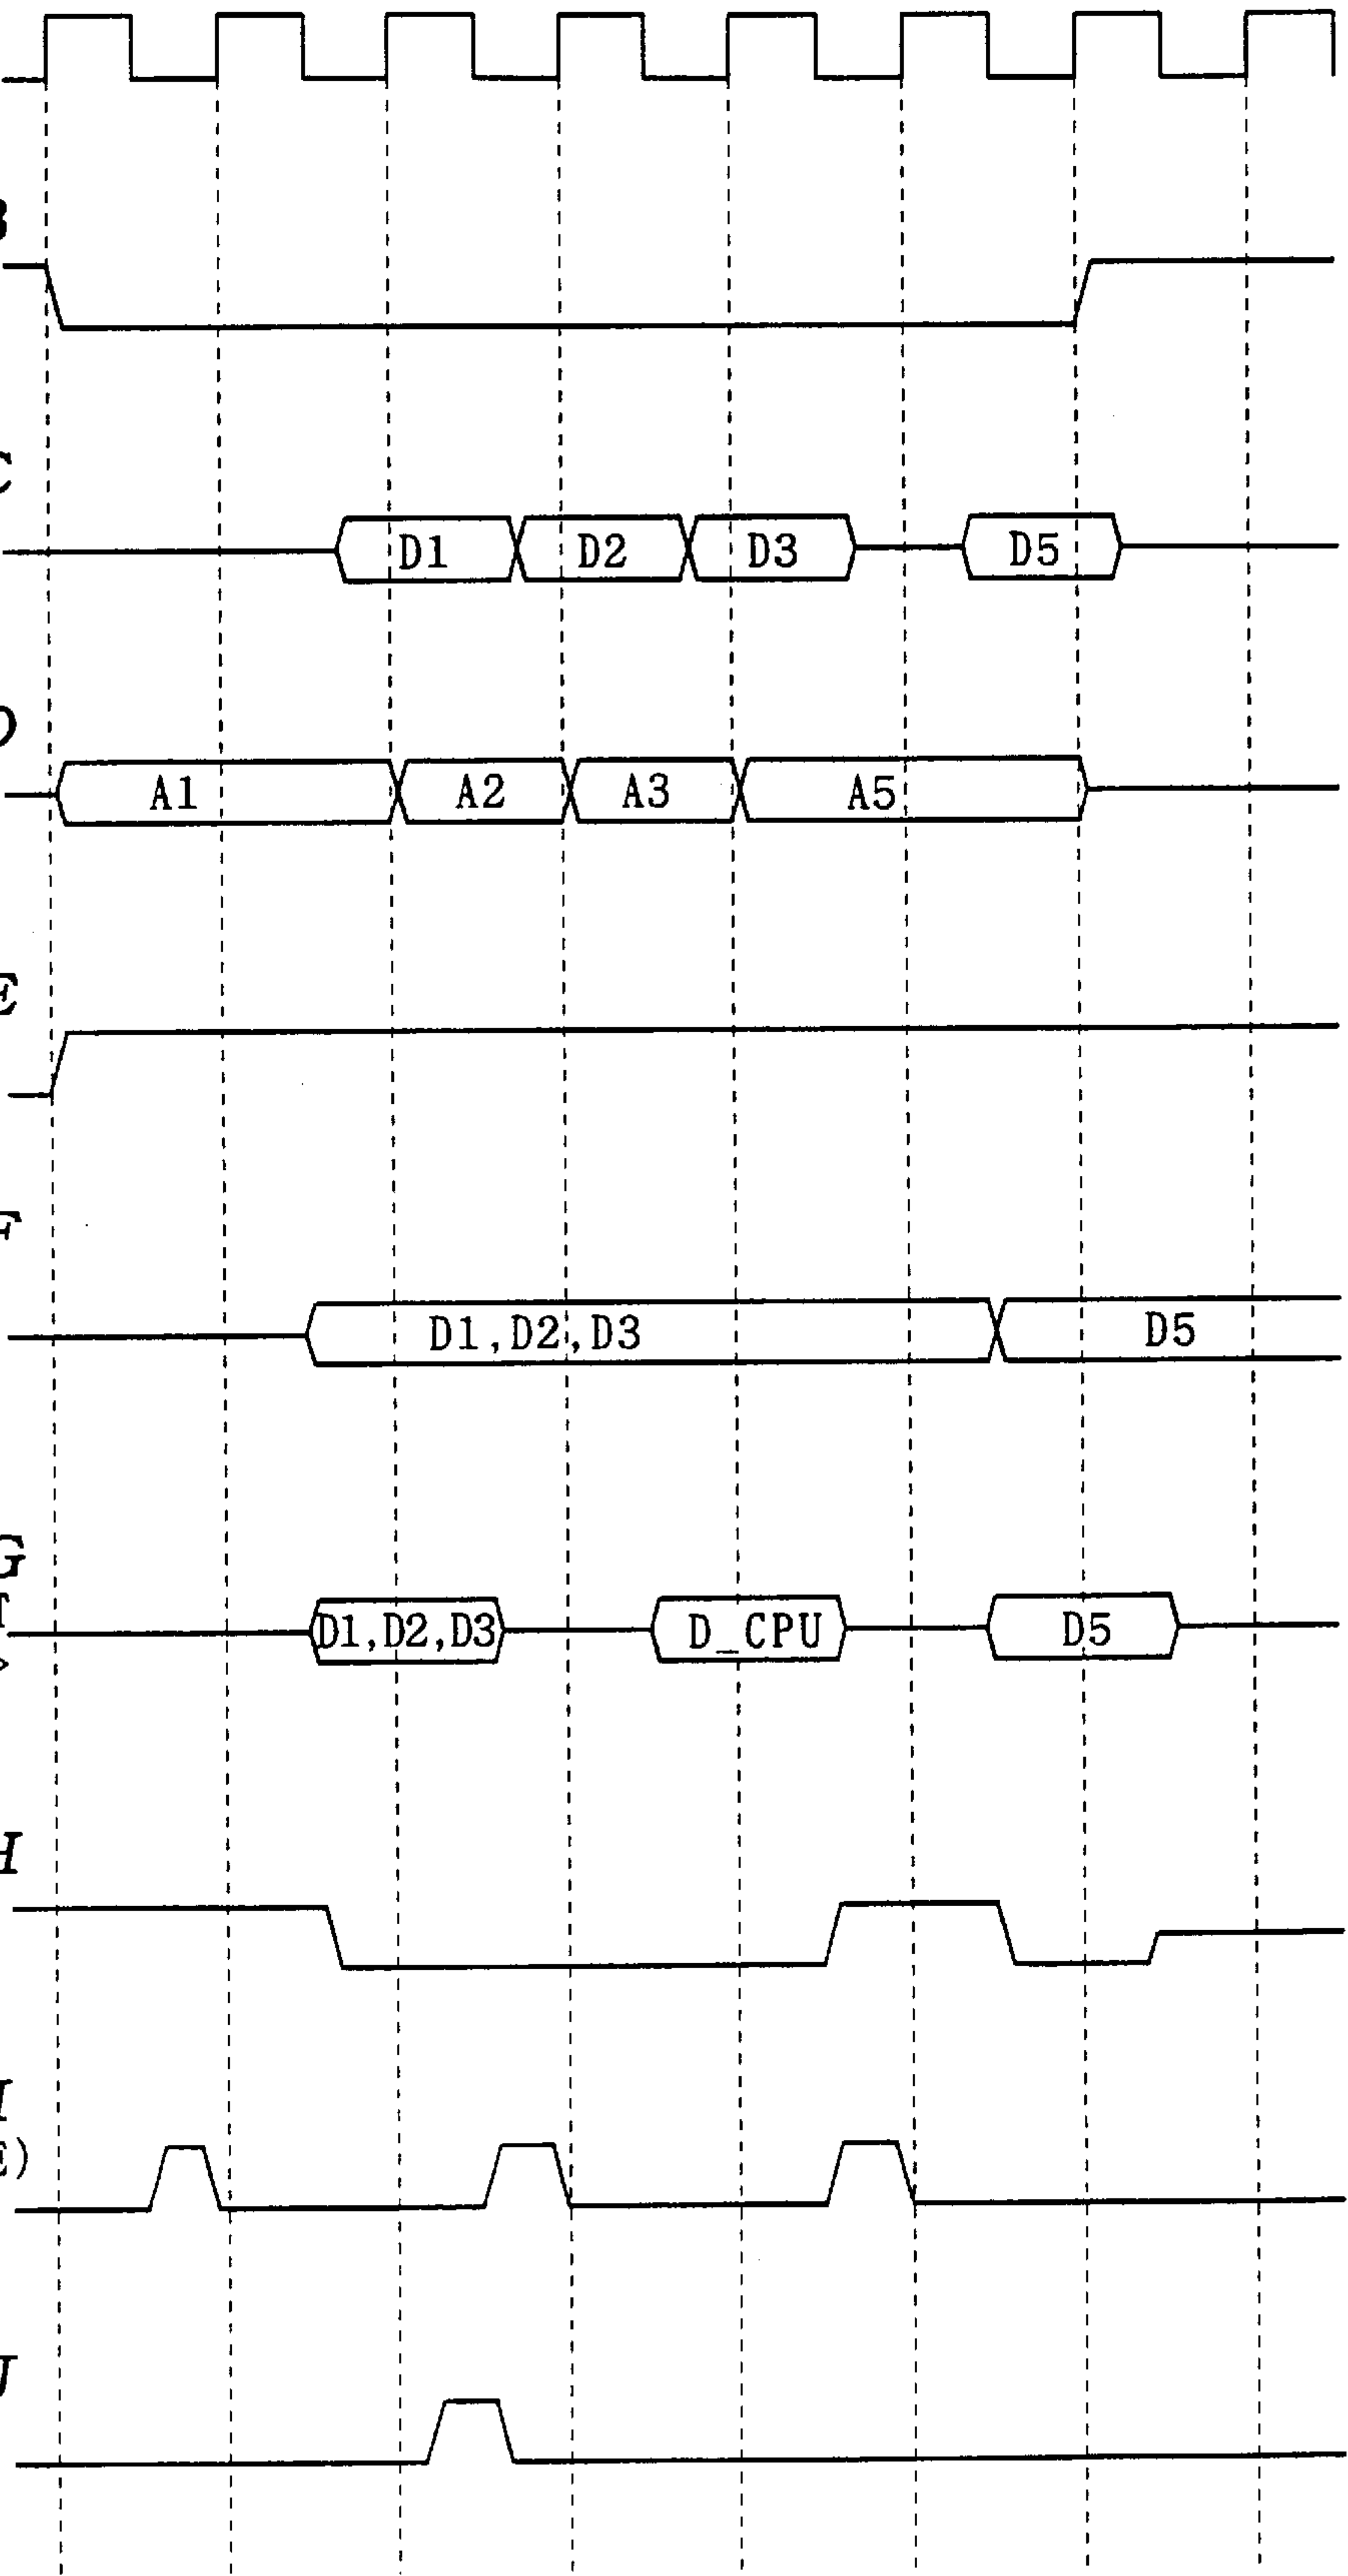 B
C
D1 D2 D3 D5
D
A1 A2 A3 A5
E
F
D1,D2,D3 D5
G
T
D1,D2,D3 D_CPU D5
H
I
E)
J